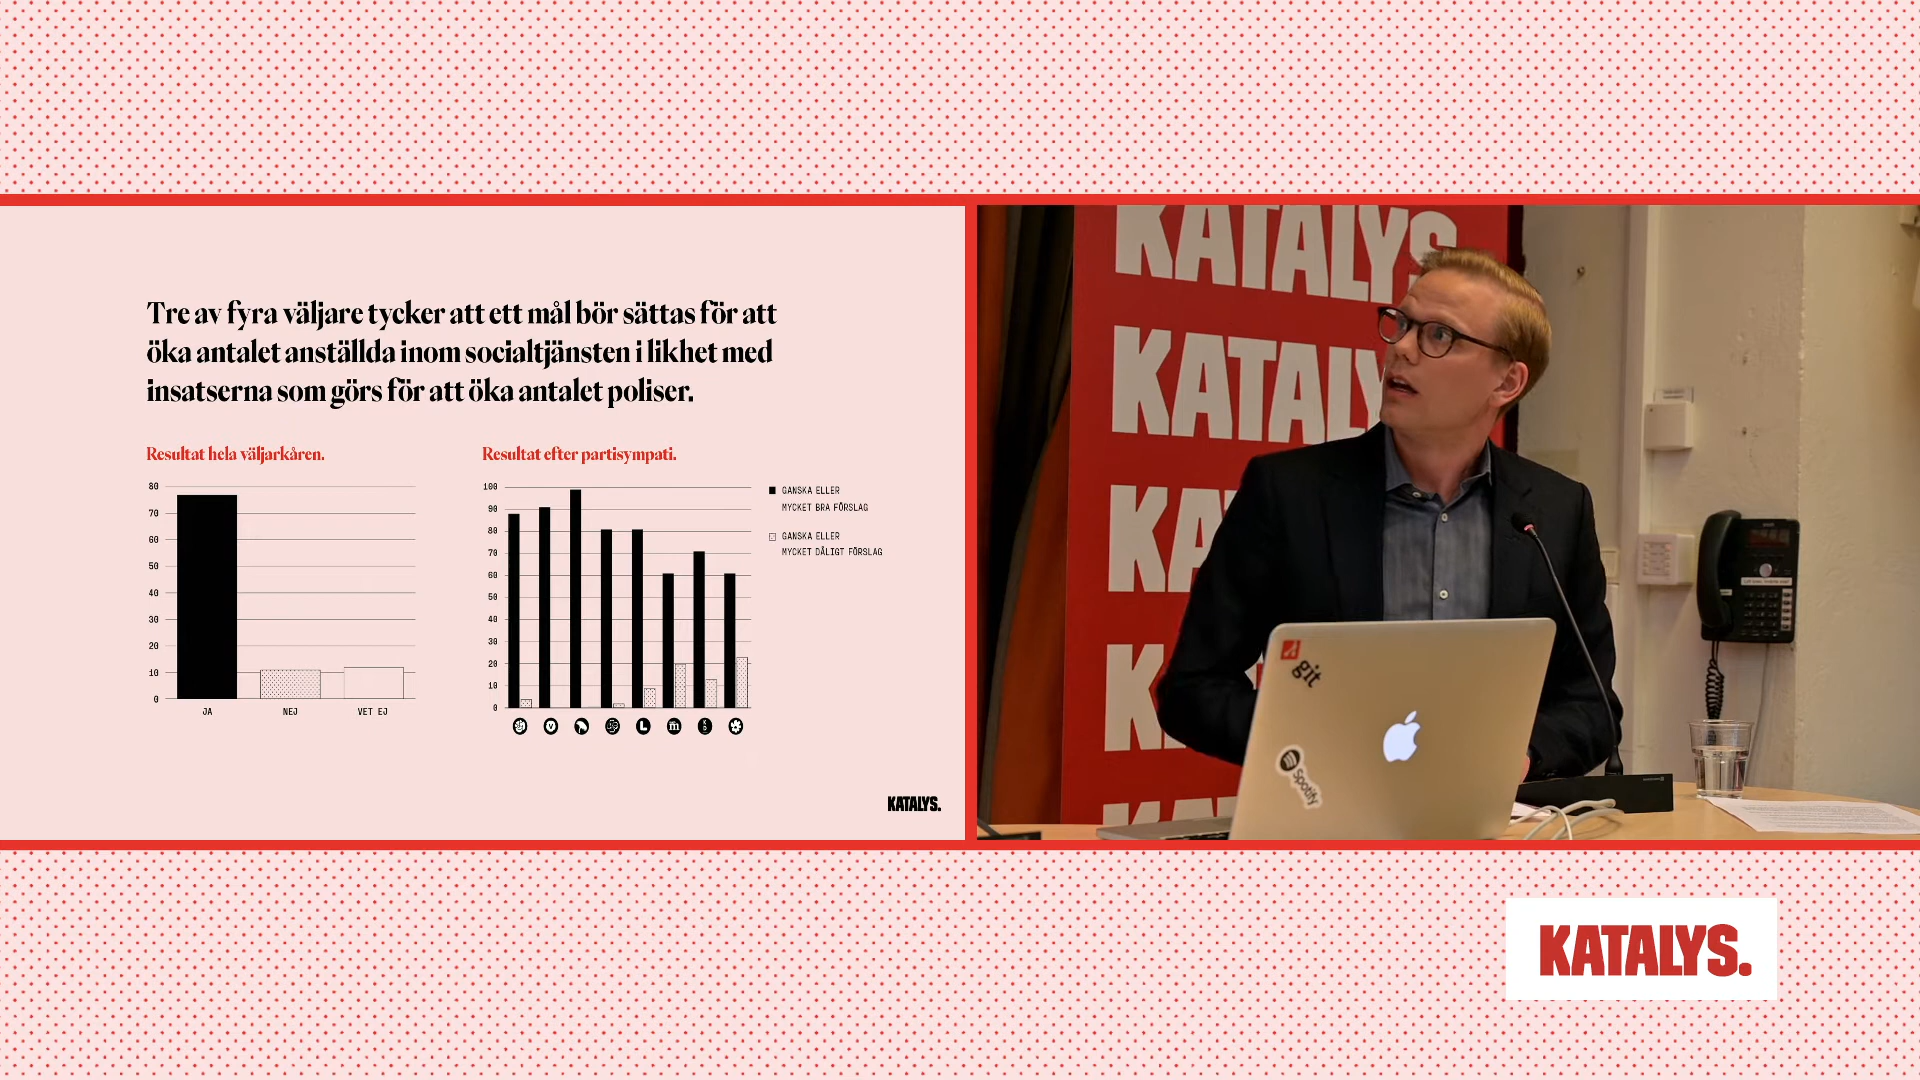 Tre av fyra väljare tycker att ett mål bör sättas för att
öka antalet anställda inom socialtjänsten i likhet med
insatserna som görs för att öka antalet poliser.
Resultat hela väljarkåren.
80
70
60
50
40
30
20
10
0
JA NEJ VET EJ
Resultat efter partisympati.
100
90
80
70
60
50
40
30
20
10
0
V L m
GANSKA ELLER
MYCKET BRA FÖRSLAG
GANSKA ELLER
MYCKET DÅLIGT FÖRSLAG
KATALYS.
KATALYS
KATALY
KA
K
K
git
Spotify
KATALYS.